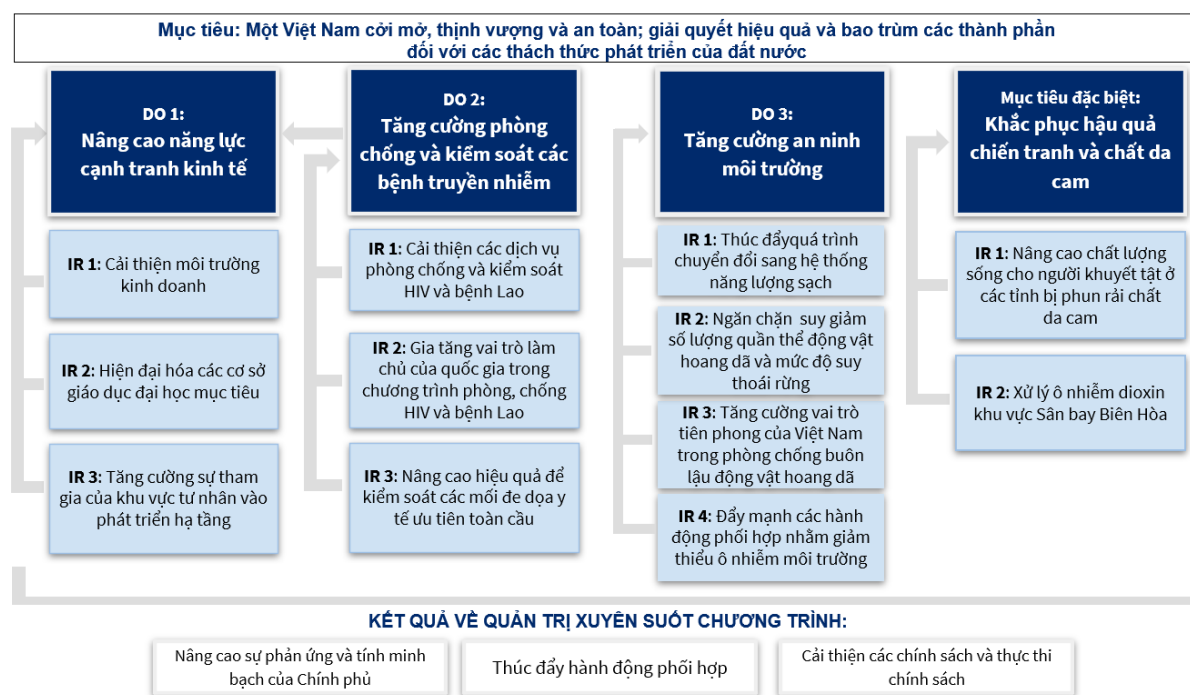 Mục tiêu: Một Việt Nam cởi mở, thịnh vượng và an toàn; giải quyết hiệu quả và bao trùm các thành phần
đối với các thách thức phát triển của đất nước
DO 1:
Nâng cao năng lực
cạnh tranh kinh tế
IR 1: Cải thiện môi trường
kinh doanh
IR 2: Hiện đại hóa các cơ sở
giáo dục đại học mục tiêu
IR 3: Tăng cường sự tham
gia của khu vực tư nhân vào
phát triển hạ tầng
DO 2:
Tăng cường phòng
chống và kiểm soát các
bệnh truyền nhiễm
IR 1: Cải thiện các dịch vụ
phòng chống và kiểm soát
HIV và bệnh Lao
IR 2: Gia tăng vai trò làm
chủ của quốc gia trong
chương trình phòng, chống
HIV và bệnh Lao
IR 3: Nâng cao hiệu quả để
kiểm soát các mối đe dọa y
tế ưu tiên toàn cầu
DO 3:
Tăng cường an ninh
môi trường
IR 1: Thúc đẩyquá trình
chuyển đổi sang hệ thống
năng lượng sạch
IR 2: Ngăn chặn  suy giảm
số lượng quần thể động vật
hoang dã và mức độ suy
thoái rừng
IR 3: Tăng cường vai trò
tiên phong của Việt Nam
trong phòng chống buôn
lậu động vật hoang dã
IR 4: Đẩy mạnh các hành
động phối hợp nhằm giảm
thiểu ô nhiễm môi trường
Mục tiêu đặc biệt:
Khắc phục hậu quả
chiến tranh và chất da
cam
IR 1: Nâng cao chất lượng
sống cho người khuyết tật ở
các tỉnh bị phun rải chất
da cam
IR 2: Xử lý ô nhiễm dioxin
khu vực Sân bay Biên Hòa
KẾT QUẢ VỀ QUẢN TRỊ XUYÊN SUỐT CHƯƠNG TRÌNH:
Nâng cao sự phản ứng và tính minh
bạch của Chính phủ
Thúc đẩy hành động phối hợp
Cải thiện các chính sách và thực thi
chính sách